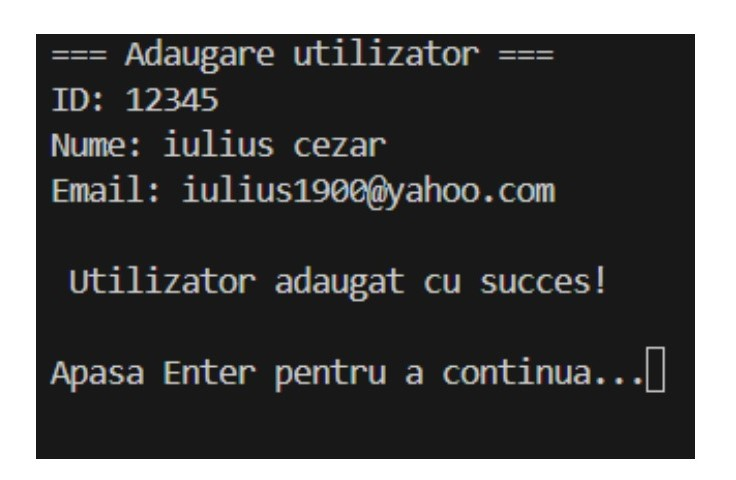 === Adaugare utilizator ===
ID: 12345
Nume: iulius cezar
Email: iulius1900@yahoo.com
Utilizator adaugat cu succes!
Apasa Enter pentru a continua...